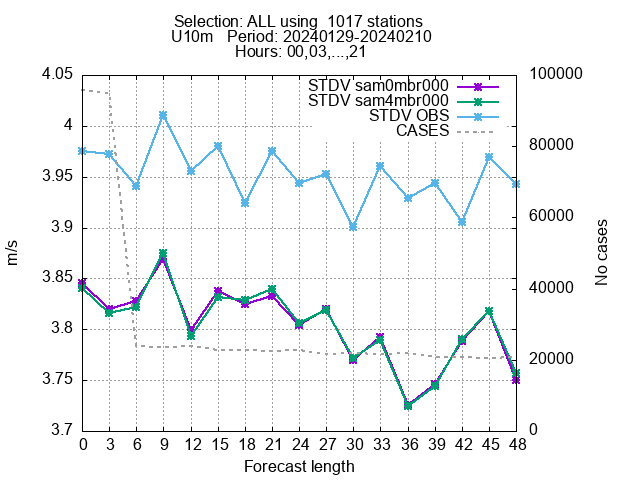 Selection: ALL using  1017 stations
U10m   Period: 20240129-20240210
Hours: 00,03,...,21
STDV sam0mbr000
STDV sam4mbr000
STDV OBS
CASES
4.05
4
3.95
3.9
3.85
3.8
3.75
3.7
m/s
100000
80000
60000
40000
20000
0
No cases
0 3 6 9 12 15 18 21 24 27 30 33 36 39 42 45 48
Forecast length